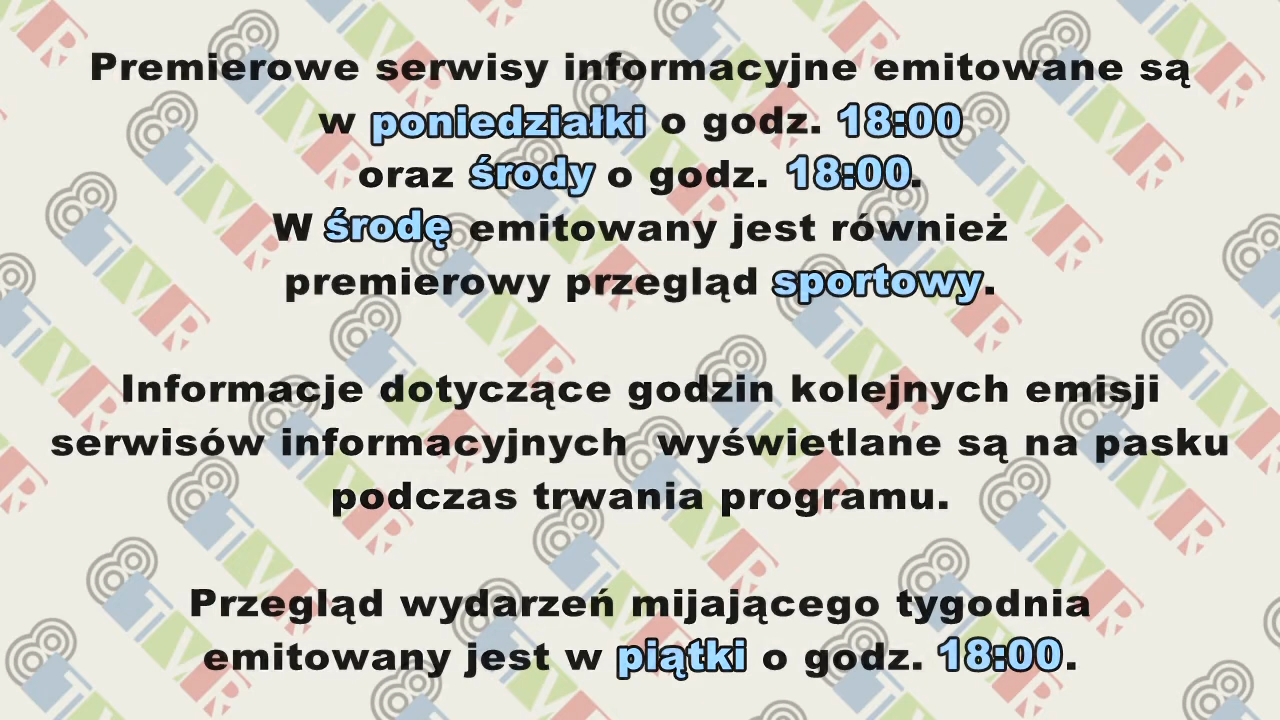 Premierowe serwisy informacyjne emitowane są
w poniedziałki o godz. 18:00
oraz środy o godz. 18:00.
W środę emitowany jest również
premierowy przegląd sportowy.
Informacje dotyczące godzin kolejnych emisji
serwisów informacyjnych wyświetlane są na pasku
podczas trwania programu.
Przegląd wydarzeń mijającego tygodnia
emitowany jest w piątki o godz. 18:00.